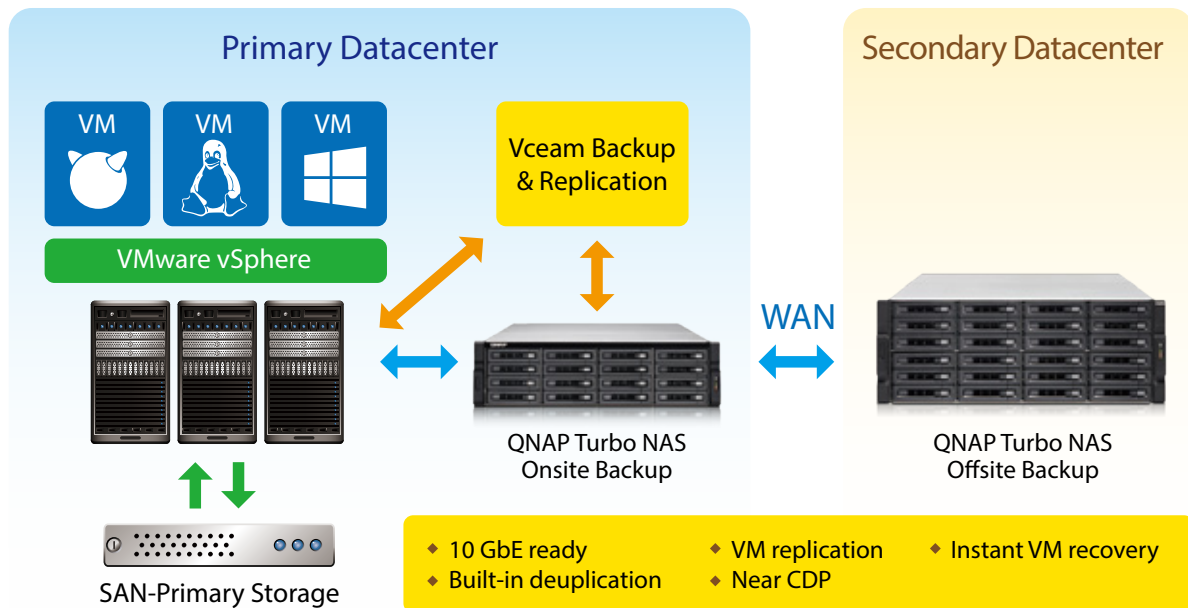 Primary Datacenter
Secondary Datacenter
VM
VM
VM
Vceam Backup
& Replication
VMware vSphere
WAN
QNAP Turbo NAS
Onsite Backup
QNAP Turbo NAS
Offsite Backup
SAN-Primary Storage
10 GbE ready
Built-in deuplication
VM replication
Near CDP
Instant VM recovery